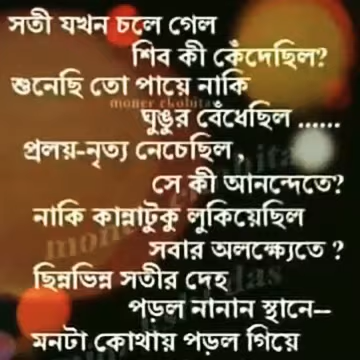 সতী যখন চলে গেল
শিব কী কেঁদেছিল?
শুনেছি তো পায়ে নাকি
ঘুঙুর বেঁধেছিল ......
প্রলয়-নৃত্য নেচেছিল
সে কী আনন্দেতে?
নাকি কান্নাটুকু লুকিয়েছিল
সবার অলক্ষ্যেতে ?
ছিন্নভিন্ন সতীর দেহ
পড়ল নানান স্থানে–
মনটা কোথায় পড়ল গিয়ে